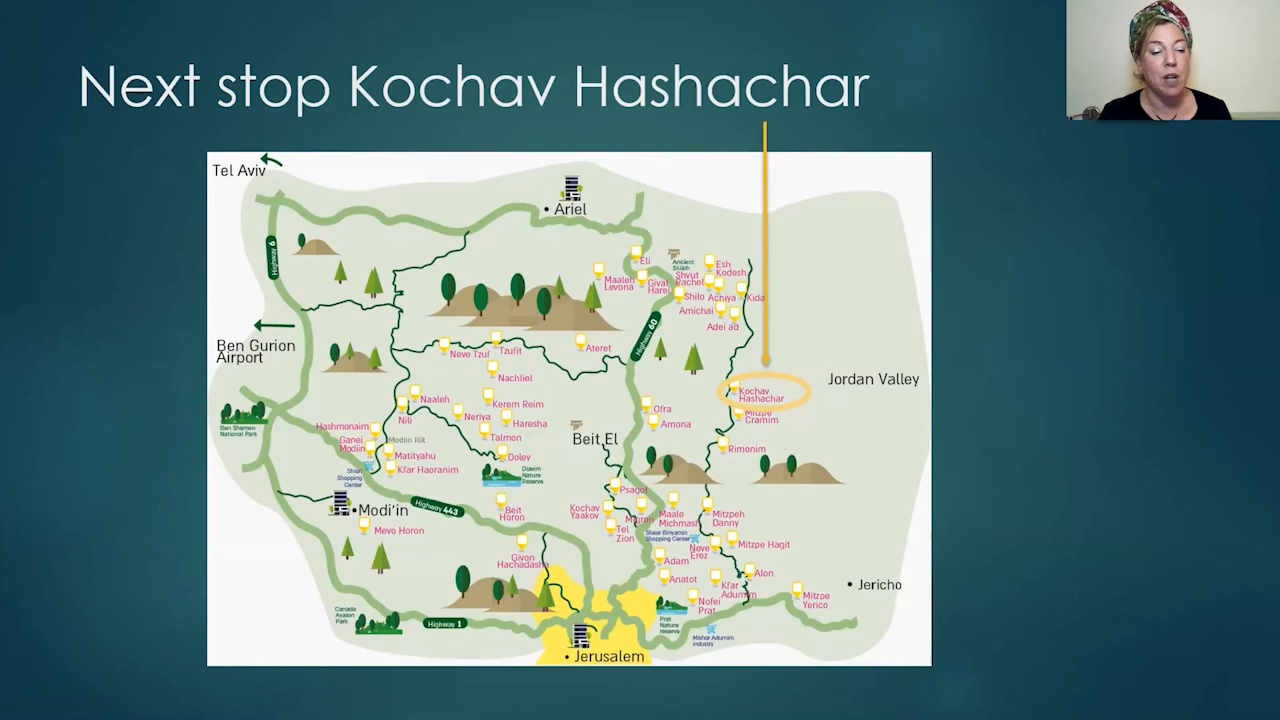 Next stop Kochav Hashachar
Tel Aviv
Ariel
Highway 6
Eli
Ancient
Shiloh
Esh
Kodesh
Maaleh
Levona
Givat
Harel
Shvut
Rachel
Shilo
Achiya
Kida
Amichai
Adei ad
Ben Gurion
Airport
Highway 60
Neve Tzuf
Tzufit
Ateret
Nachliel
Jordan Valley
Kochav
Hashachar
Mitzpe
Cramim
Naaleh
Nili
Kerem Reim
Neriya
Haresha
Ofra
Amona
Ben Shemen
National Park
Hashmonaim
Ganei
Modiin
Modiin Illit
Talmon
Beit El
Matityahu
Dolev
Rimonim
Shilat
Shopping
Center
Kfar Haoranim
Dlavim
Nature
Reserve
Psagot
Modi'in
Highway 443
Beit
Horon
Kochav
Yaakov
Migron
Maale
Michmash
Mitzpeh
Danny
Mevo Horon
Tel
Zion
Shaar Binyamin
Shopping Center
Neve
Erez
Mitzpe Hagit
Givon
Hachadasha
Adam
Anatot
Kfar
Adumim
Alon
Jericho
Mitzpe
Yerico
Nofei
Prat
Canada
Ayalon
Park
Highway 1
Prat
Nature
reserve
Mishor Adumim
industry
Jerusalem